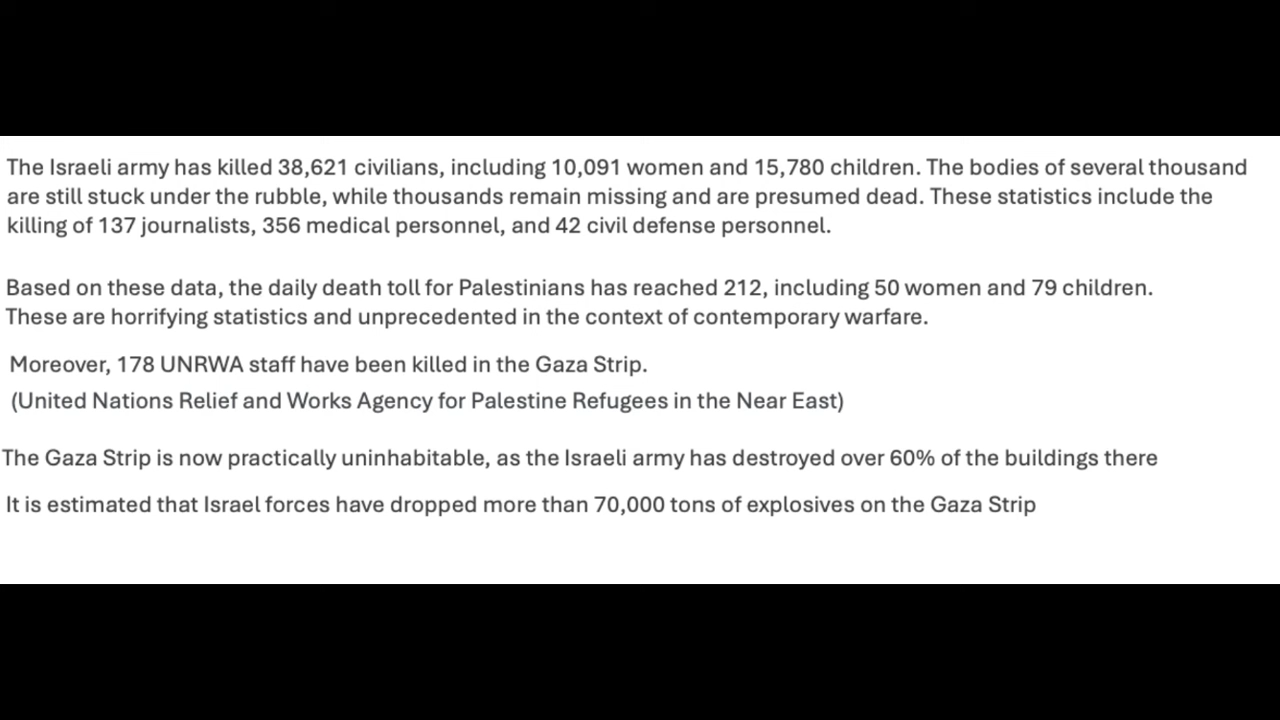 The Israeli army has killed 38,621 civilians, including 10,091 women and 15,780 children. The bodies of several thousand
are still stuck under the rubble, while thousands remain missing and are presumed dead. These statistics include the
killing of 137 journalists, 356 medical personnel, and 42 civil defense personnel.
Based on these data, the daily death toll for Palestinians has reached 212, including 50 women and 79 children.
These are horrifying statistics and unprecedented in the context of contemporary warfare.
Moreover, 178 UNRWA staff have been killed in the Gaza Strip.
(United Nations Relief and Works Agency for Palestine Refugees in the Near East)
The Gaza Strip is now practically uninhabitable, as the Israeli army has destroyed over 60% of the buildings there
It is estimated that Israel forces have dropped more than 70,000 tons of explosives on the Gaza Strip